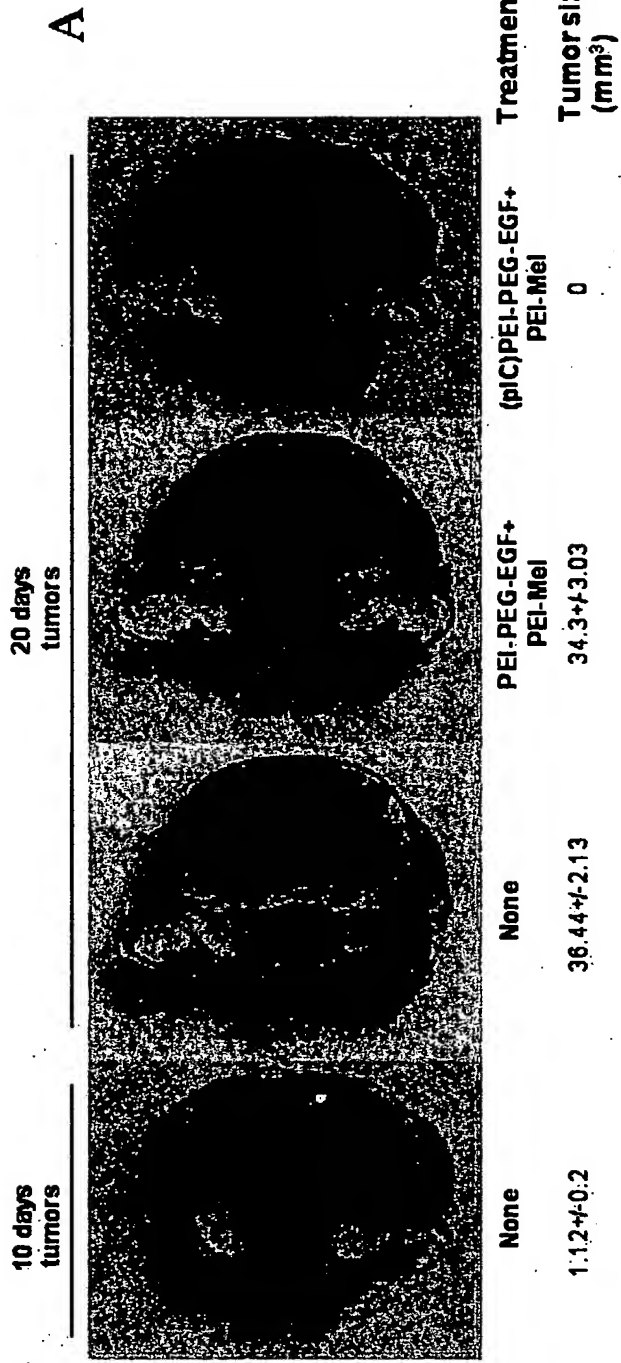 A
10 days
tumors
20 days
tumors
None
None
PEI-PEG-EGF+
PEI-Mel
(pIC)PEI-PEG-EGF+
PEI-Mel
Treatmen
1.12+/-0.2
36.44+/-2.13
34.3+/-3.03
0
Tumor si
(mm³)